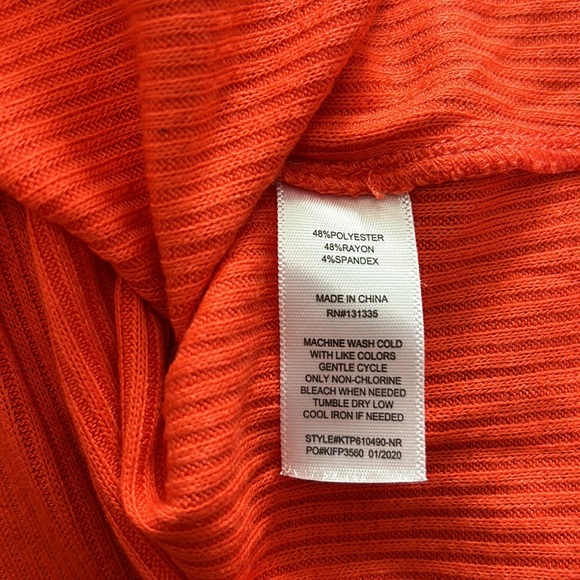 48%POLYESTER
48%RAYON
4%SPANDEX
MADE IN CHINA
RN#131335
MACHINE WASH COLD
WITH LIKE COLORS
GENTLE CYCLE
ONLY NON-CHLORINE
BLEACH WHEN NEEDED
TUMBLE DRY LOW
COOL IRON IF NEEDED
STYLE#KTP610490-NR
PO#KIFP3560 01/2020